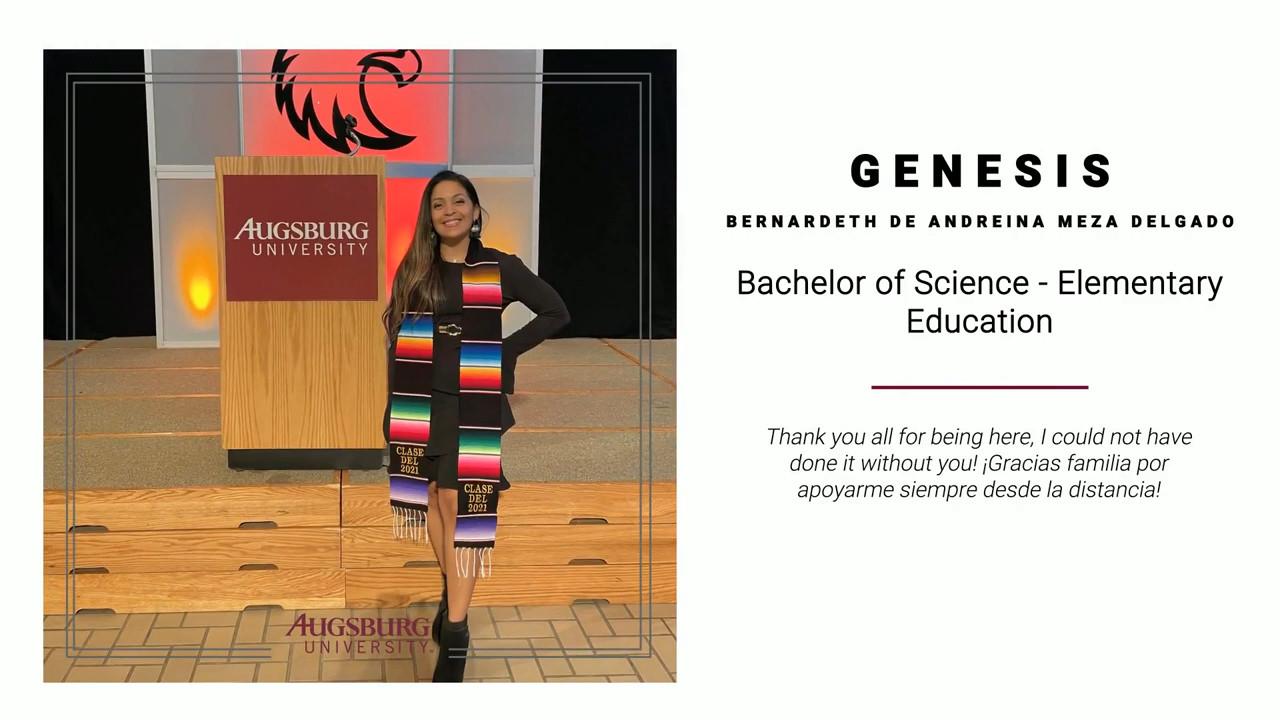 AUGSBURG
UNIVERSITY
CLASE
DEL
2021
CLASE
DEL
2021
AUGSBURG
UNIVERSITY
GENESIS
BERNARDETH DE ANDREINA MEZA DELGADO
Bachelor of Science - Elementary
Education
Thank you all for being here, I could not have
done it without you! ¡Gracias familia por
apoyarme siempre desde la distancia!